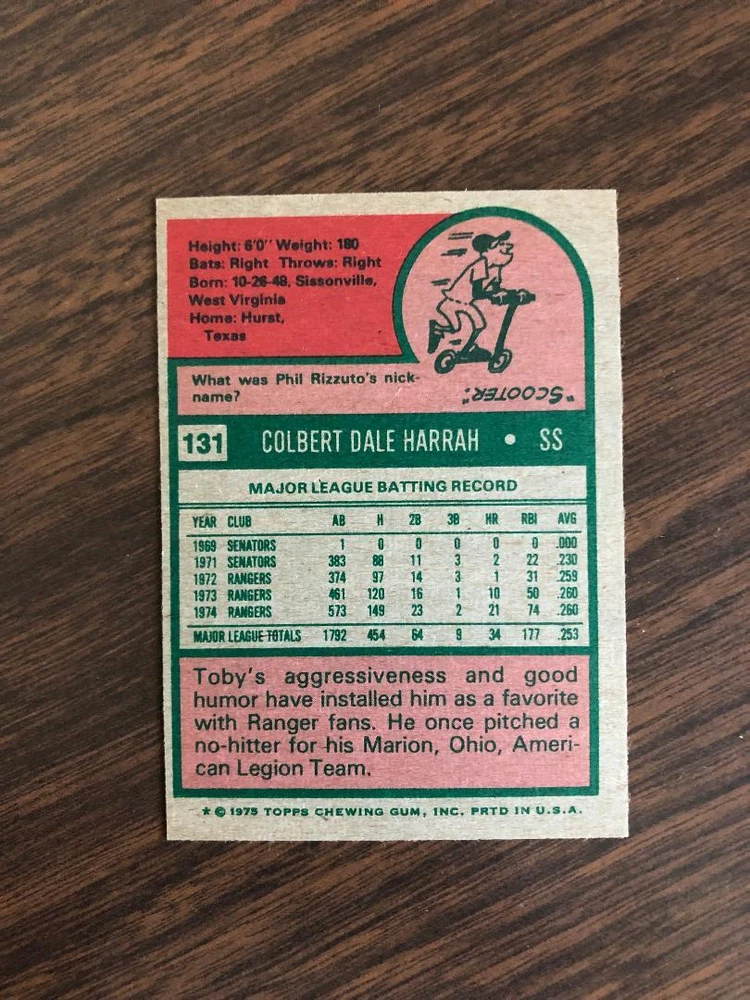 Height: 6'0" Weight: 180
Bats: Right Throws: Right
Born: 10-26-48, Sissonville,
West Virginia
Home: Hurst,
Texas
What was Phil Rizzuto's nick-
name?
"SCOOTER."
131 COLBERT DALE HARRAH • SS
MAJOR LEAGUE BATTING RECORD
YEAR CLUB AB H 2B 3B HR RBI AVG
1969 SENATORS 1 0 0 0 0 0 .000
1971 SENATORS 383 88 11 3 2 22 .230
1972 RANGERS 374 97 14 3 1 31 .259
1973 RANGERS 461 120 16 1 10 50 .260
1974 RANGERS 573 149 23 2 21 74 .260
MAJOR LEAGUE TOTALS 1792 454 64 9 34 177 .253
Toby's aggressiveness and good
humor have installed him as a favorite
with Ranger fans. He once pitched a
no-hitter for his Marion, Ohio, Ameri-
can Legion Team.
* © 1975 TOPPS CHEWING GUM, INC. PRTD IN U.S.A.